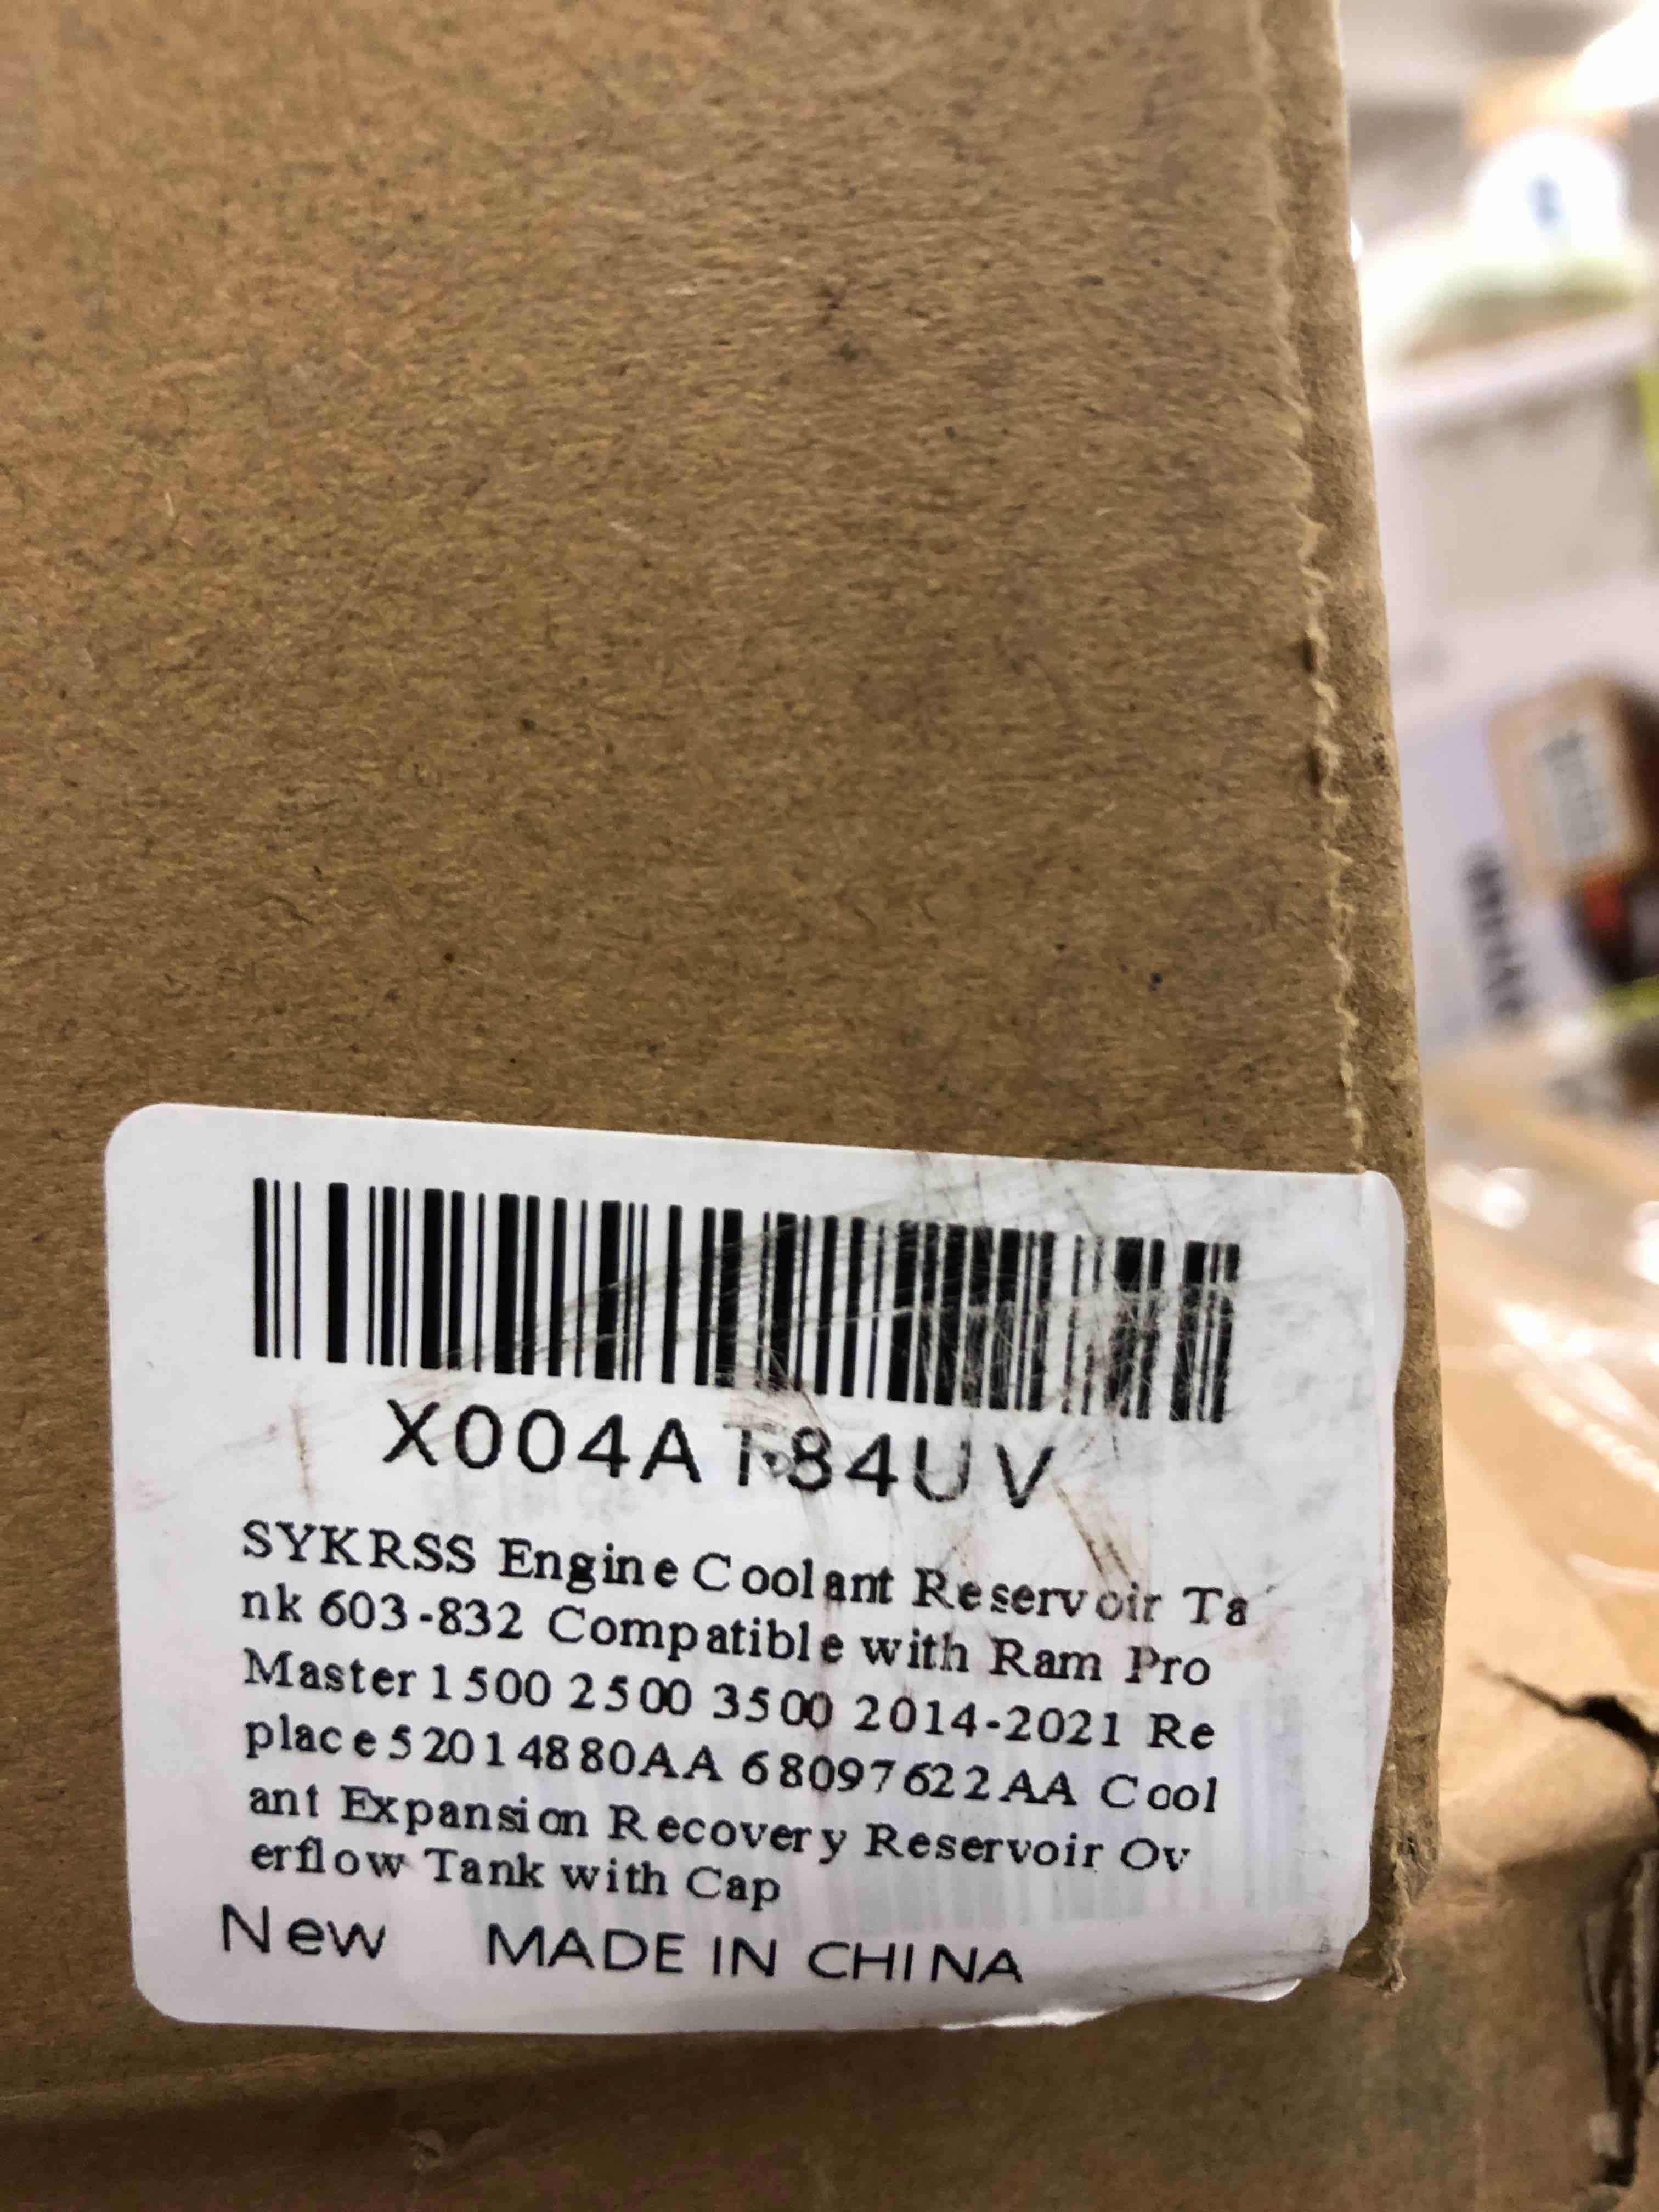 X004AT84UV
SYKRSS Engine Coolant Reservoir Ta
nk 603-832 Compatible with Ram Pro
Master 1500 2500 3500 2014-2021 Re
place 52014880AA 68097622AA Cool
ant Expansion Recovery Reservoir Ov
erflow Tank with Cap
New MADE IN CHINA